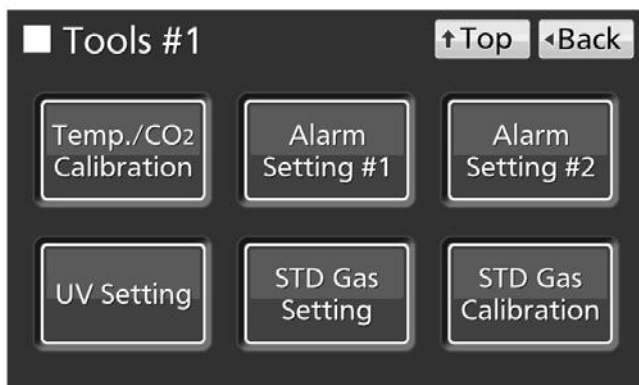 Tools #1
↑Top ◂Back
Temp./CO2
Calibration
Alarm
Setting #1
Alarm
Setting #2
UV Setting
STD Gas
Setting
STD Gas
Calibration